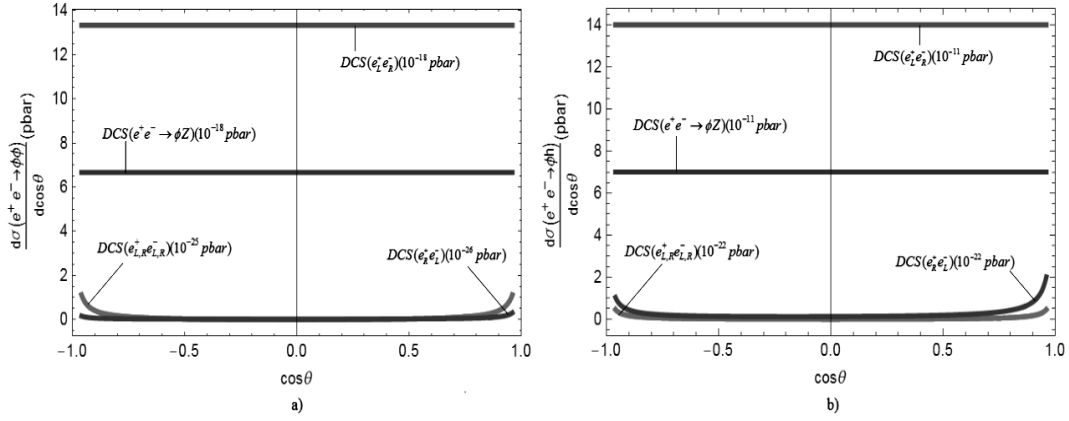 14
12
10
8
6
4
2
0
−1.0
−0.5
0.0
0.5
1.0
cosθ
dσ(e⁺ e⁻→ϕϕ)/dcosθ (pbar)
DCS(e⁺_L e⁻_R)(10⁻¹⁸ pbar)
DCS(e⁺e⁻→ϕZ)(10⁻¹⁸ pbar)
DCS(e⁺_{L,R}e⁻_{L,R})(10⁻²⁵ pbar)
DCS(e⁺_R e⁻_L)(10⁻²⁶ pbar)
a)
14
12
10
8
6
4
2
0
−1.0
−0.5
0.0
0.5
1.0
cosθ
dσ(e⁺ e⁻→ϕh)/dcosθ (pbar)
DCS(e⁺_L e⁻_R)(10⁻¹¹ pbar)
DCS(e⁺e⁻→ϕZ)(10⁻¹¹ pbar)
DCS(e⁺_{L,R}e⁻_{L,R})(10⁻²² pbar)
DCS(e⁺_R e⁻_L)(10⁻²² pbar)
b)